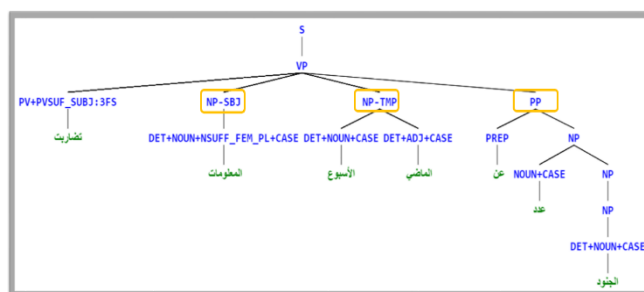 S
VP
PV+PVSUF_SUBJ:3FS NP-SBJ NP-TMP PP
تضاربت DET+NOUN+NSUFF_FEM_PL+CASE DET+NOUN+CASE DET+ADJ+CASE PREP NP
المعلومات الأسبوع الماضي عن NOUN+CASE NP
عدد NP
DET+NOUN+CASE
الجنود